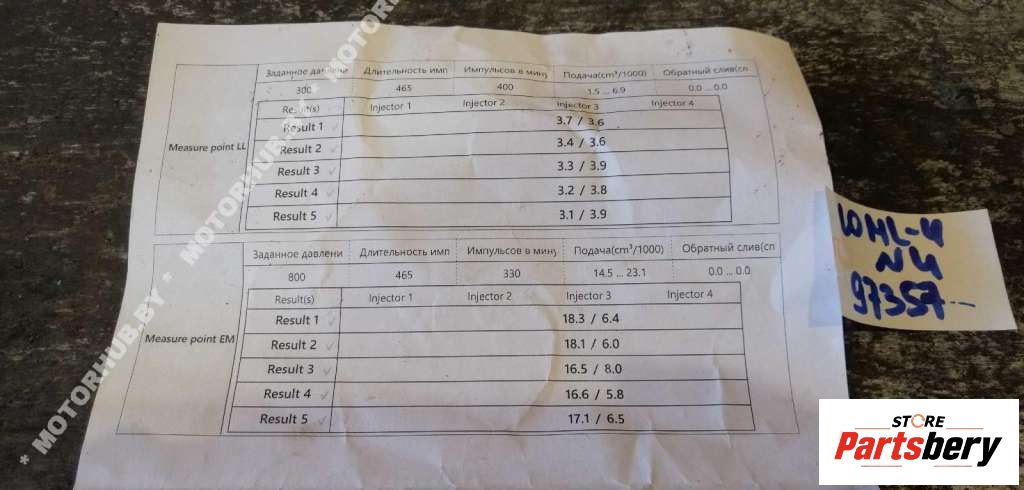 Заданное давлени Длительность имп Импульсов в мину Подача(cm³/1000) Обратный слив(сп
300 465 400 1.5 ... 6.9 0.0 ... 0.0
Result(s) Injector 1 Injector 2 Injector 3 Injector 4
Result 1 3.7 / 3.6
Measure point LL Result 2 3.4 / 3.6
Result 3 3.3 / 3.9
Result 4 3.2 / 3.8
Result 5 3.1 / 3.9
Заданное давлени Длительность имп Импульсов в мину Подача(cm³/1000) Обратный слив(сп
800 465 330 14.5 ... 23.1 0.0 ... 0.0
Result(s) Injector 1 Injector 2 Injector 3 Injector 4
Result 1 18.3 / 6.4
Measure point EM Result 2 18.1 / 6.0
Result 3 16.5 / 8.0
Result 4 16.6 / 5.8
Result 5 17.1 / 6.5
97357
* MOTORHUB.BY * MOTORHUB.BY * MOTOR
STORE
Partsbery